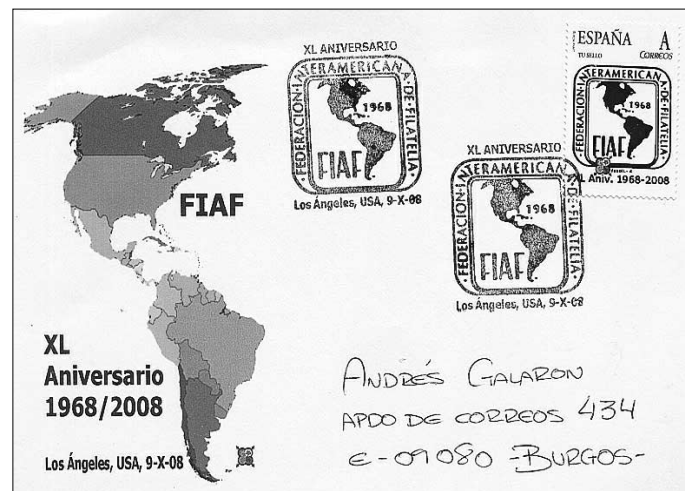 FIAF
XL
Aniversario
1968/2008
Los Ángeles, USA, 9-X-08
XL ANIVERSARIO
FEDERACION·INTERAMERICANA·DE·FILATELIA·
1968
FIAF
Los Ángeles, USA, 9-X-08
XL ANIVERSARIO
FEDERACION·INTERAMERICANA·DE·FILATELIA·
1968
FIAF
Los Ángeles, USA, 9-X-08
ESPAÑA A
TU SELLO CORREOS
FEDERACION·INTERAMERICANA·DE·FILATELIA·
1968
FIAF
XL Aniv. 1968-2008
ANDRÉS GALARON
APDO DE CORREOS 434
E-09080 -BURGOS-